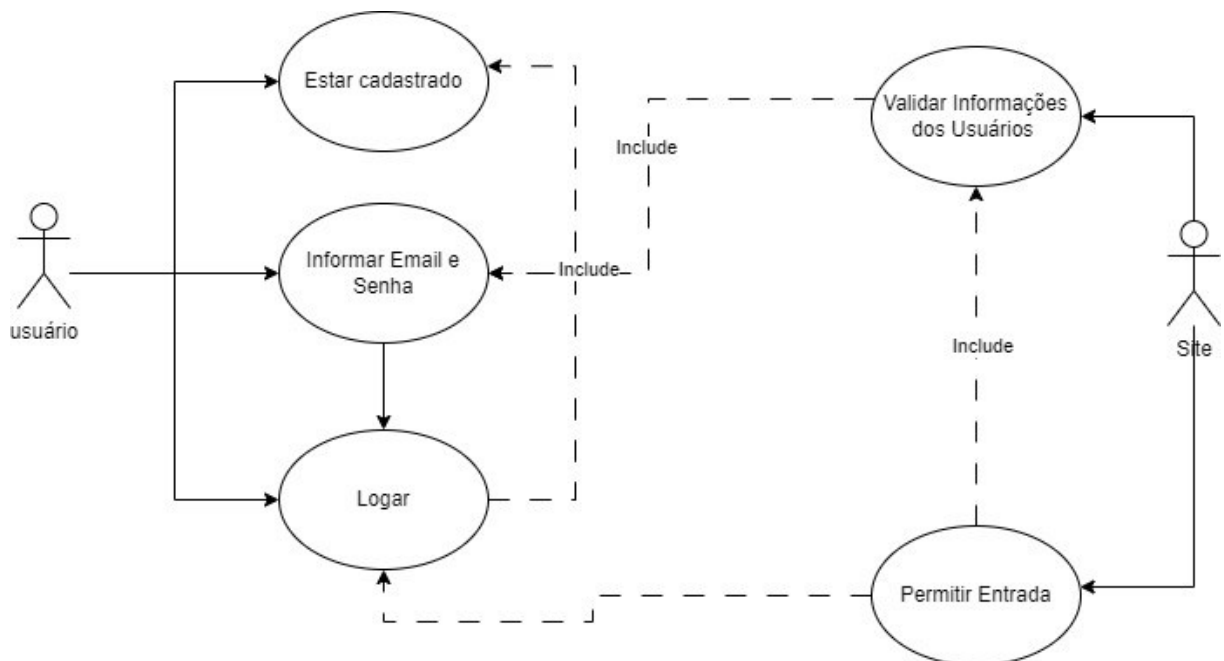 Estar cadastrado
Validar Informações
dos Usuários
Include
Informar Email e
Senha
Include
usuário
Include
Site
Logar
Permitir Entrada